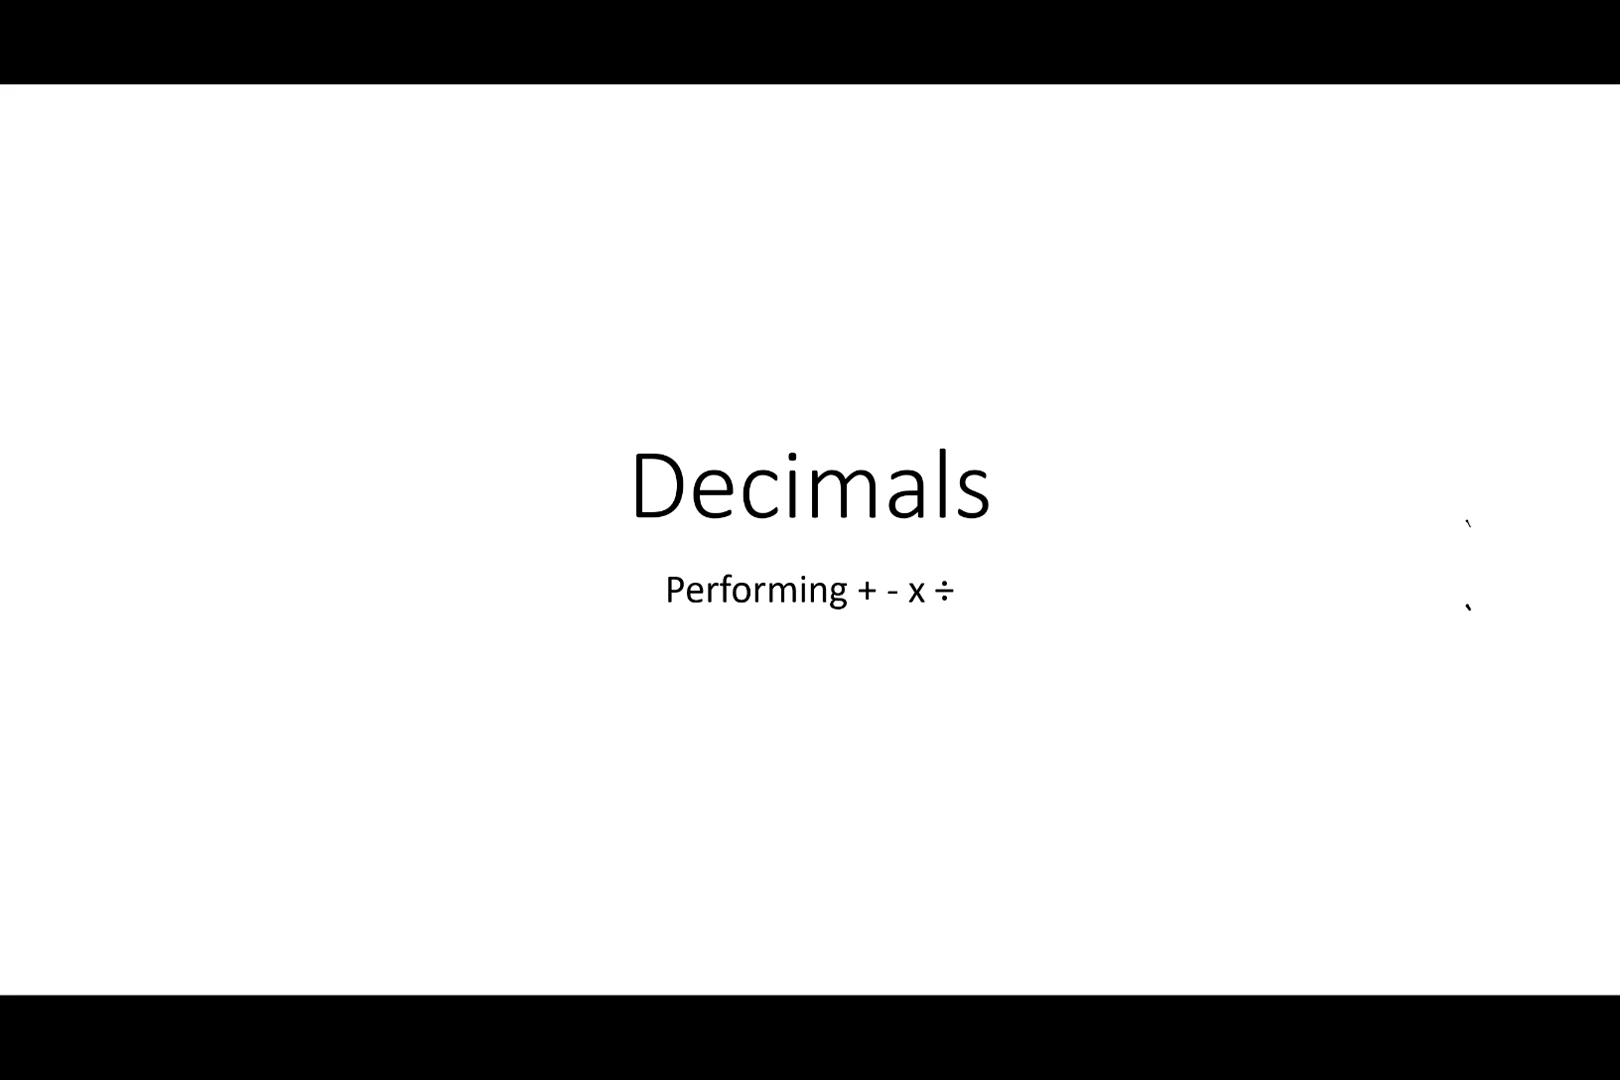 Decimals
Performing + - x ÷